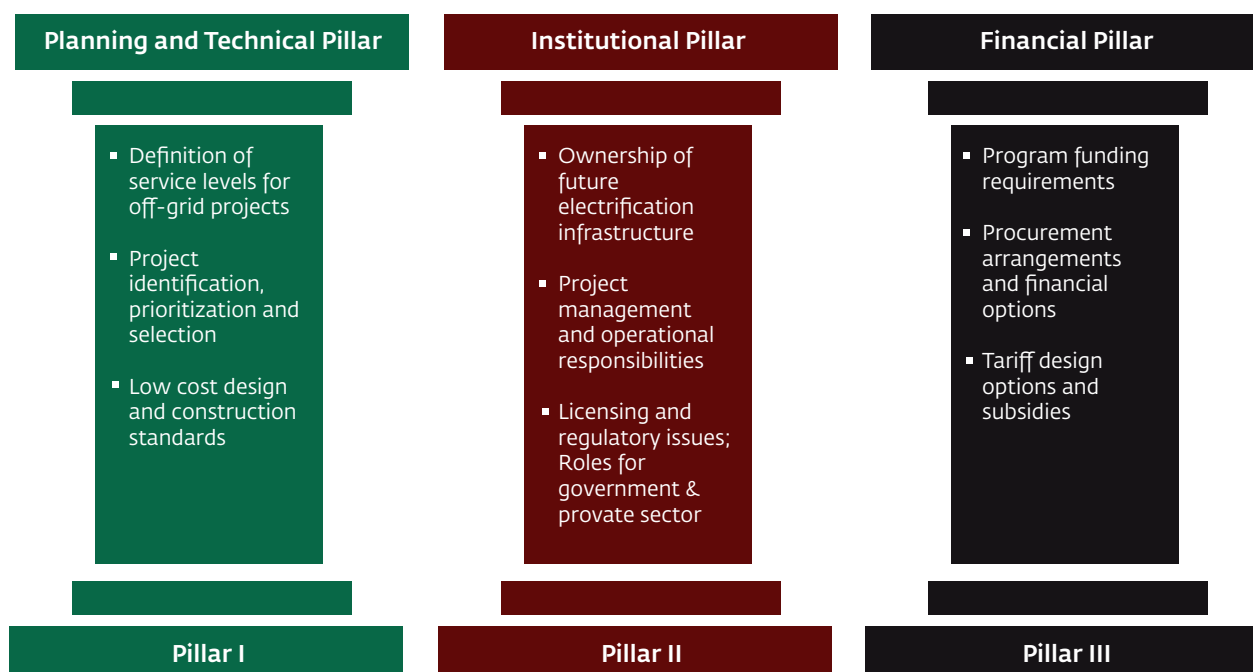 Planning and Technical Pillar
▪ Definition of
service levels for
off-grid projects
▪ Project
identification,
prioritization and
selection
▪ Low cost design
and construction
standards
Pillar I
Institutional Pillar
▪ Ownership of
future
electrification
infrastructure
▪ Project
management
and operational
responsibilities
▪ Licensing and
regulatory issues;
Roles for
government &
provate sector
Pillar II
Financial Pillar
▪ Program funding
requirements
▪ Procurement
arrangements
and financial
options
▪ Tariff design
options and
subsidies
Pillar III